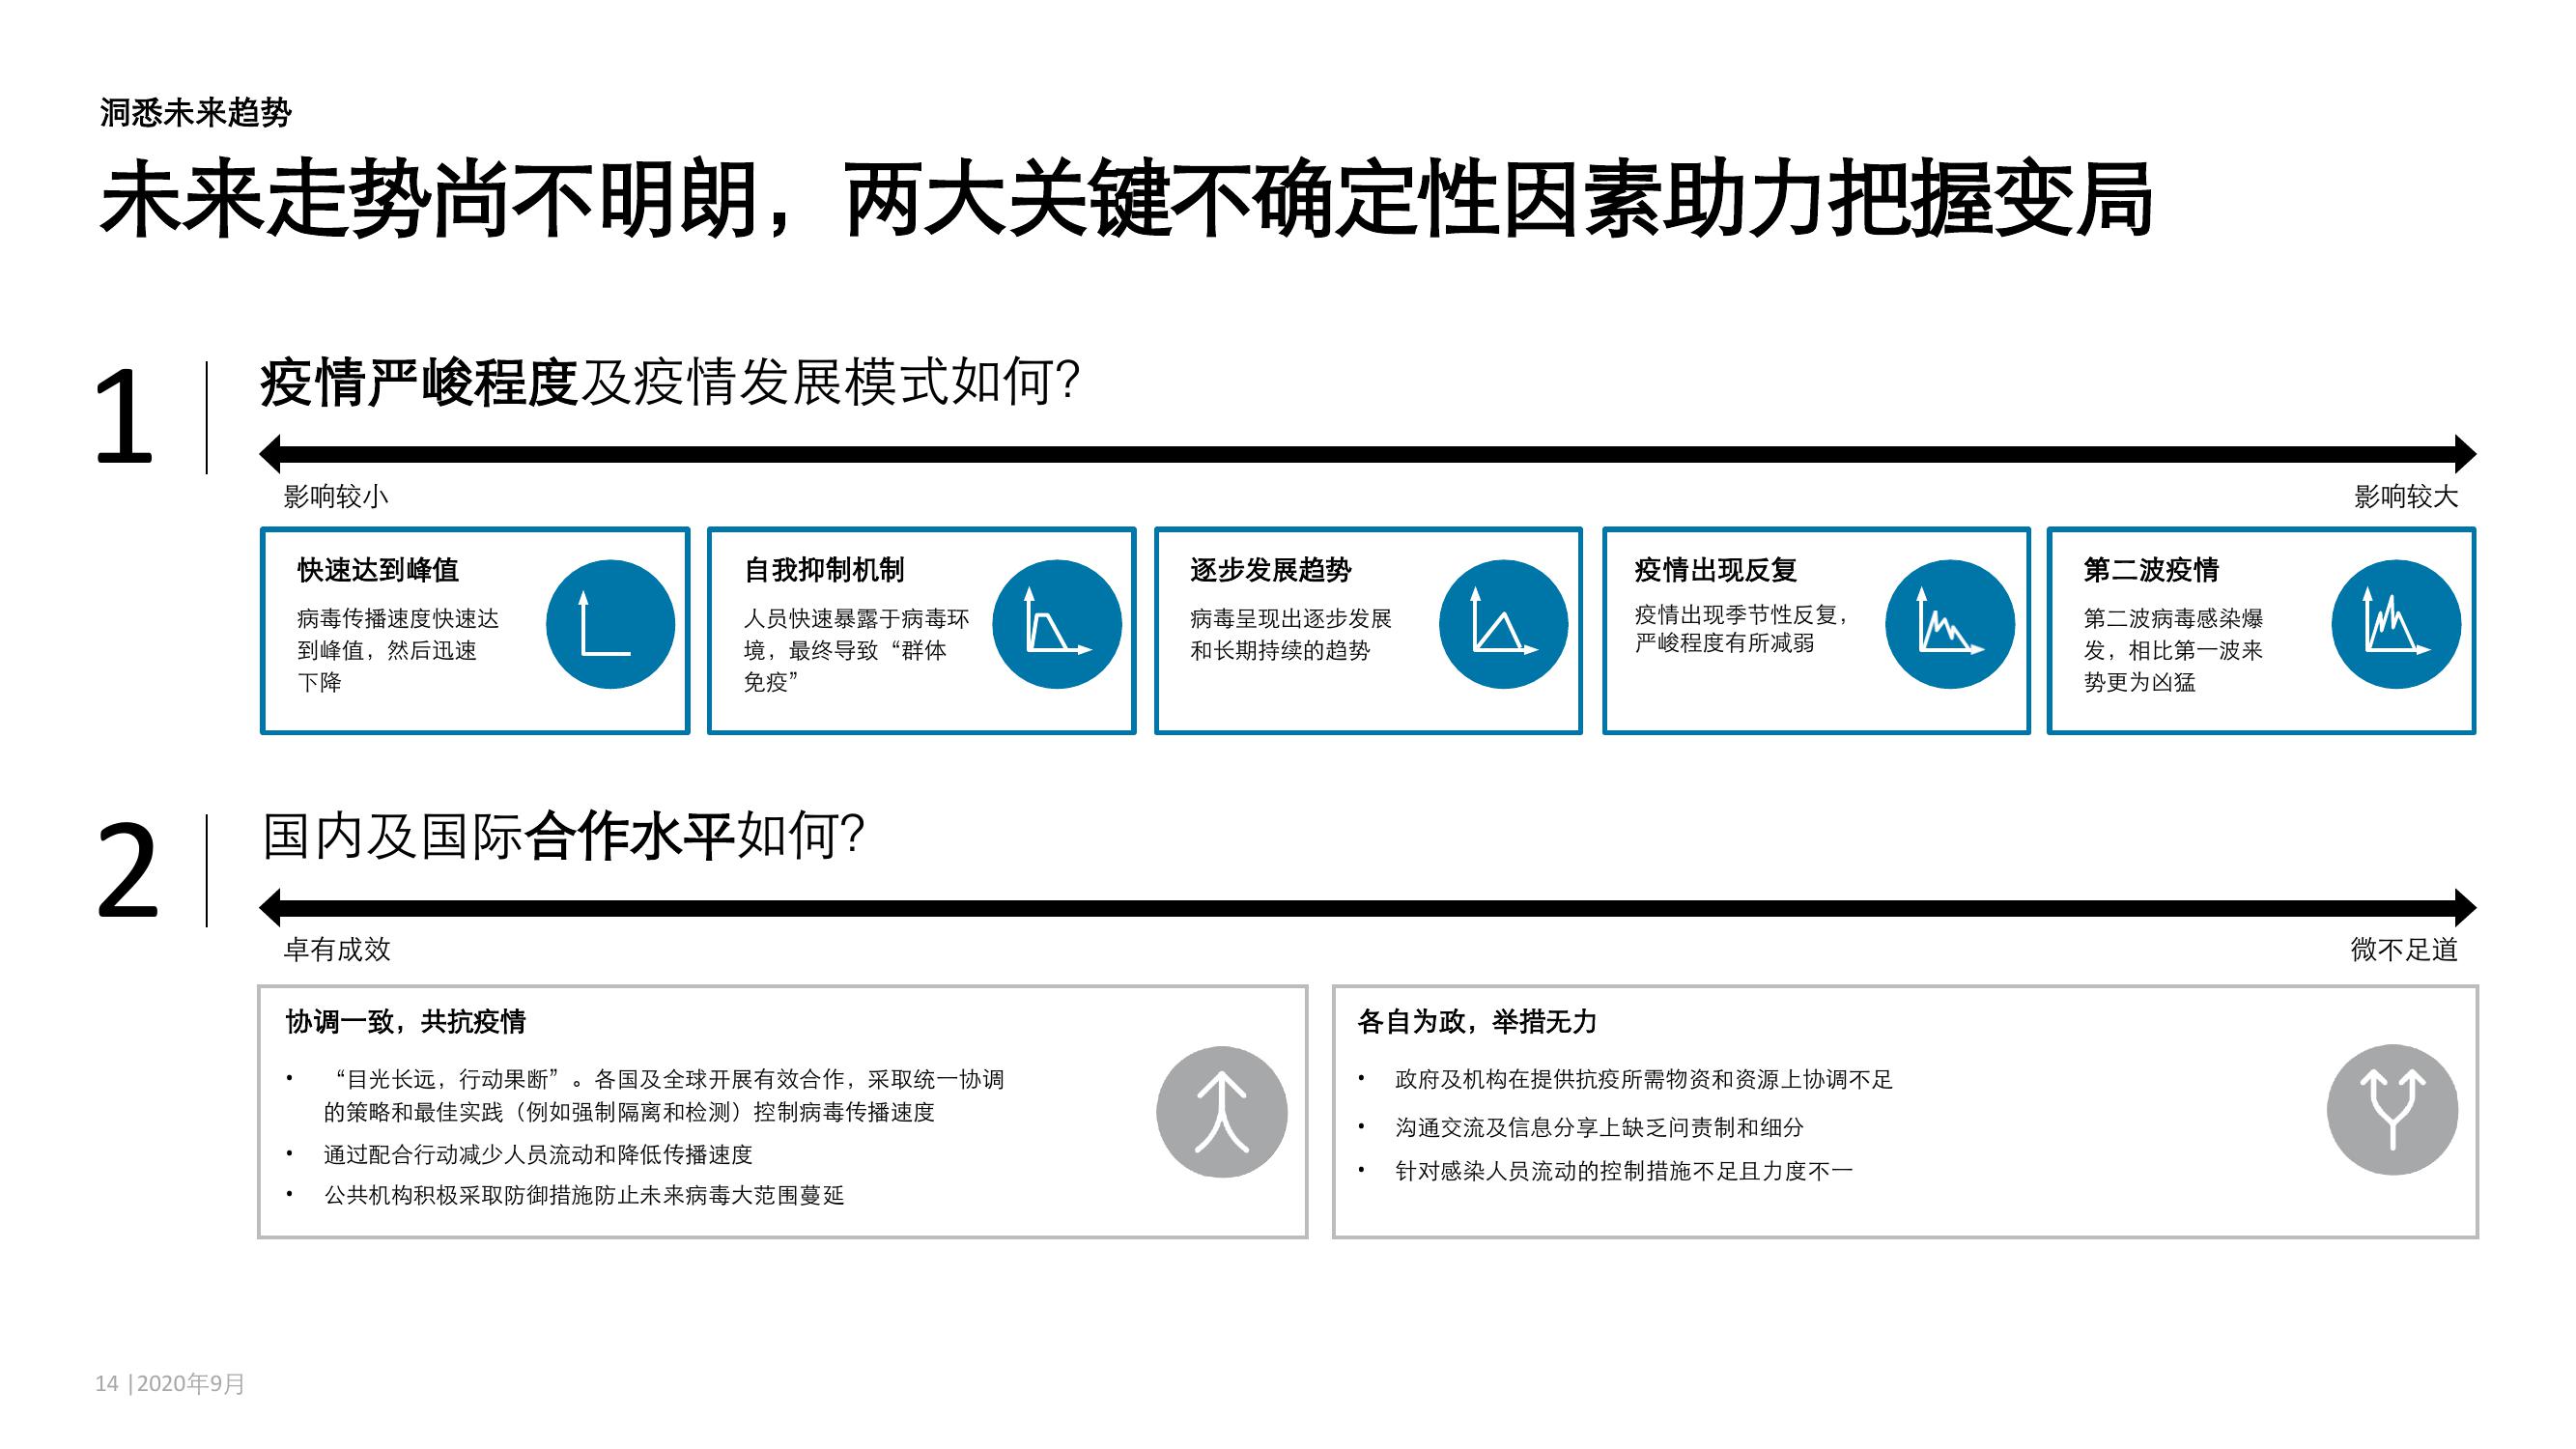 洞悉未来趋势
未来走势尚不明朗，两大关键不确定性因素助力把握变局
1
疫情严峻程度及疫情发展模式如何?
影响较小
影响较大
快速达到峰值
病毒传播速度快速达
到峰值，然后迅速
下降
自我抑制机制
人员快速暴露于病毒环
境，最终导致“群体
免疫”
逐步发展趋势
病毒呈现出逐步发展
和长期持续的趋势
疫情出现反复
疫情出现季节性反复，
严峻程度有所减弱
第二波疫情
第二波病毒感染爆
发，相比第一波来
势更为凶猛
2
国内及国际合作水平如何?
卓有成效
微不足道
协调一致，共抗疫情
• “目光长远，行动果断”。各国及全球开展有效合作，采取统一协调
的策略和最佳实践（例如强制隔离和检测）控制病毒传播速度
• 通过配合行动减少人员流动和降低传播速度
• 公共机构积极采取防御措施防止未来病毒大范围蔓延
各自为政，举措无力
• 政府及机构在提供抗疫所需物资和资源上协调不足
• 沟通交流及信息分享上缺乏问责制和细分
• 针对感染人员流动的控制措施不足且力度不一
14 |2020年9月